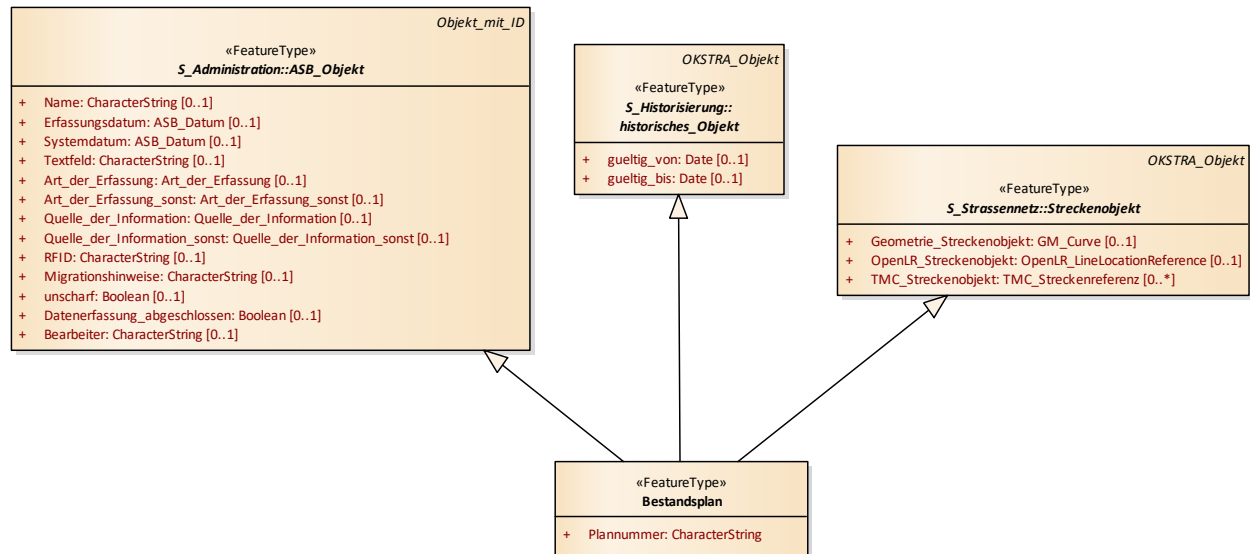 Objekt_mit_ID
«FeatureType»
S_Administration::ASB_Objekt
+ Name: CharacterString [0..1]
+ Erfassungsdatum: ASB_Datum [0..1]
+ Systemdatum: ASB_Datum [0..1]
+ Textfeld: CharacterString [0..1]
+ Art_der_Erfassung: Art_der_Erfassung [0..1]
+ Art_der_Erfassung_sonst: Art_der_Erfassung_sonst [0..1]
+ Quelle_der_Information: Quelle_der_Information [0..1]
+ Quelle_der_Information_sonst: Quelle_der_Information_sonst [0..1]
+ RFID: CharacterString [0..1]
+ Migrationshinweise: CharacterString [0..1]
+ unscharf: Boolean [0..1]
+ Datenerfassung_abgeschlossen: Boolean [0..1]
+ Bearbeiter: CharacterString [0..1]
OKSTRA_Objekt
«FeatureType»
S_Historisierung::
historisches_Objekt
+ gueltig_von: Date [0..1]
+ gueltig_bis: Date [0..1]
OKSTRA_Objekt
«FeatureType»
S_Strassennetz::Streckenobjekt
+ Geometrie_Streckenobjekt: GM_Curve [0..1]
+ OpenLR_Streckenobjekt: OpenLR_LineLocationReference [0..1]
+ TMC_Streckenobjekt: TMC_Streckenreferenz [0..*]
«FeatureType»
Bestandsplan
+ Plannummer: CharacterString